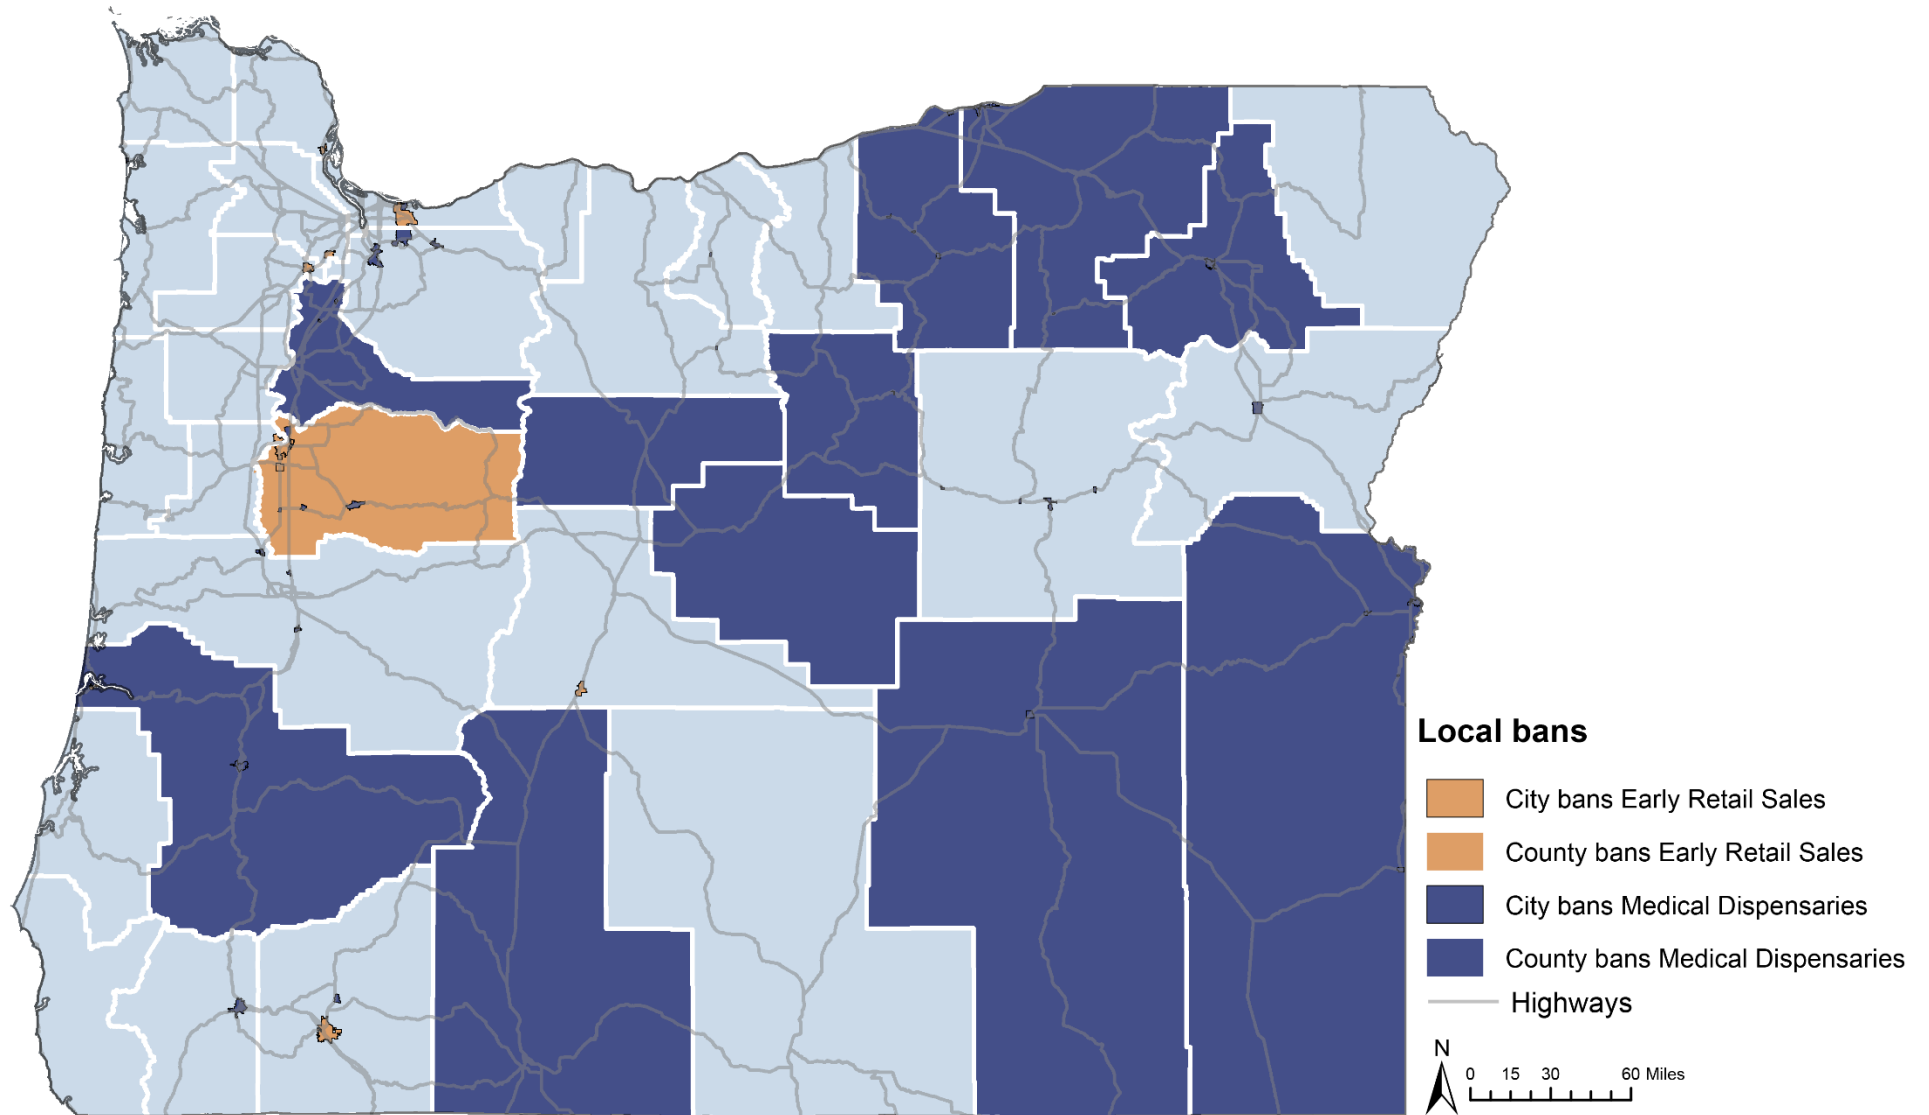 Local bans
City bans Early Retail Sales
County bans Early Retail Sales
City bans Medical Dispensaries
County bans Medical Dispensaries
Highways
N
0 15 30 60 Miles